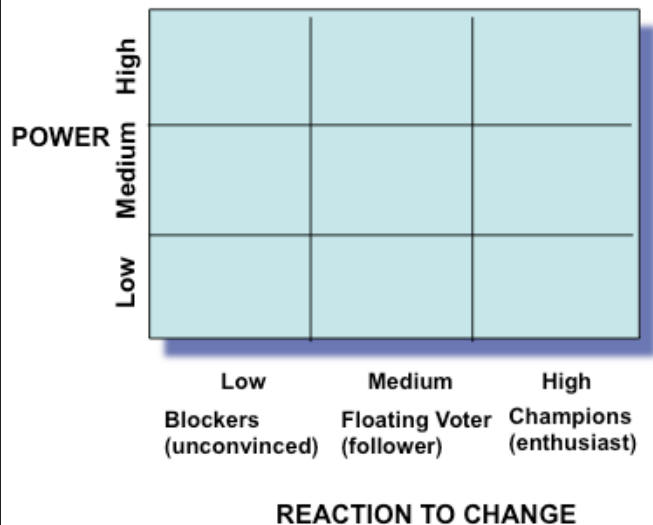 High
POWER
Medium
Low
Low Medium High
Blockers Floating Voter Champions
(unconvinced) (follower) (enthusiast)
REACTION TO CHANGE